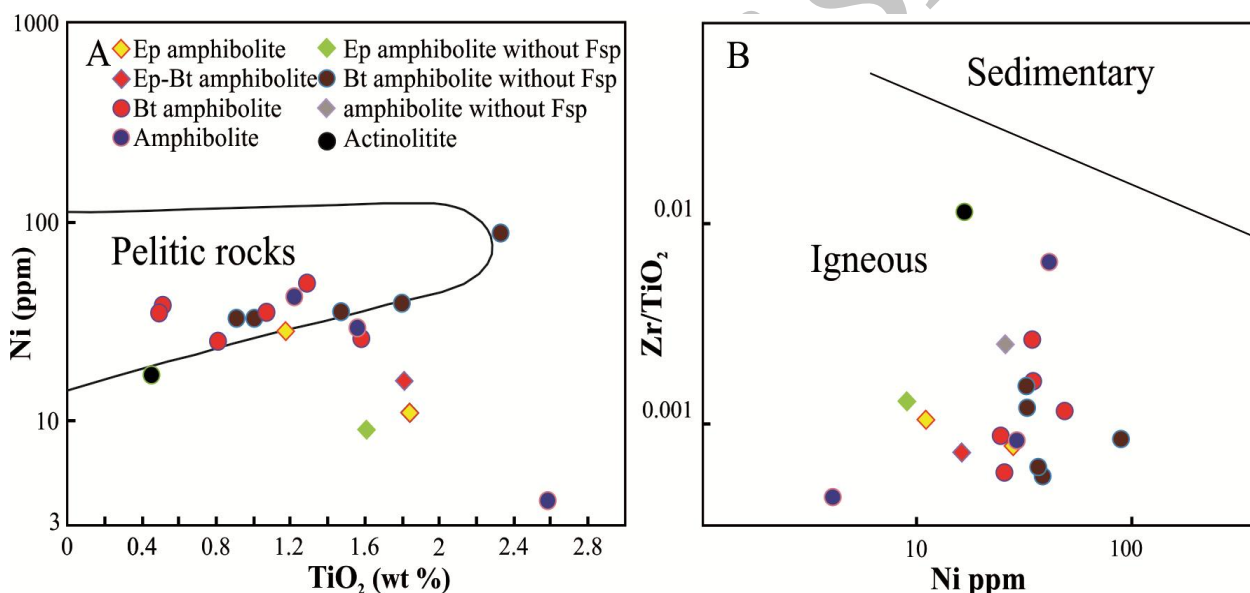 A
Ep amphibolite
Ep-Bt amphibolite
Bt amphibolite
Amphibolite
Ep amphibolite without Fsp
Bt amphibolite without Fsp
amphibolite without Fsp
Actinolitite
Pelitic rocks
1000
100
10
3
Ni (ppm)
0 0.4 0.8 1.2 1.6 2 2.4 2.8
TiO₂ (wt %)
B
Sedimentary
Igneous
0.01
0.001
Zr/TiO₂
10 100
Ni ppm